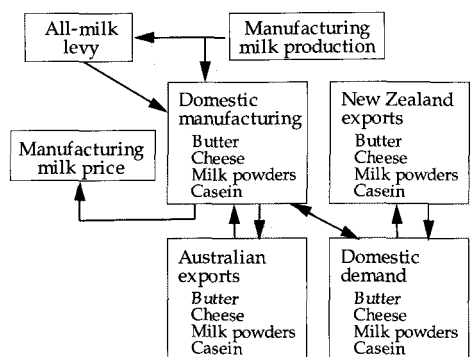 All-milk
levy
Manufacturing
milk production
Domestic
manufacturing
Butter
Cheese
Milk powders
Casein
New Zealand
exports
Butter
Cheese
Milk powders
Casein
Manufacturing
milk price
Australian
exports
Butter
Cheese
Milk powders
Casein
Domestic
demand
Butter
Cheese
Milk powders
Casein